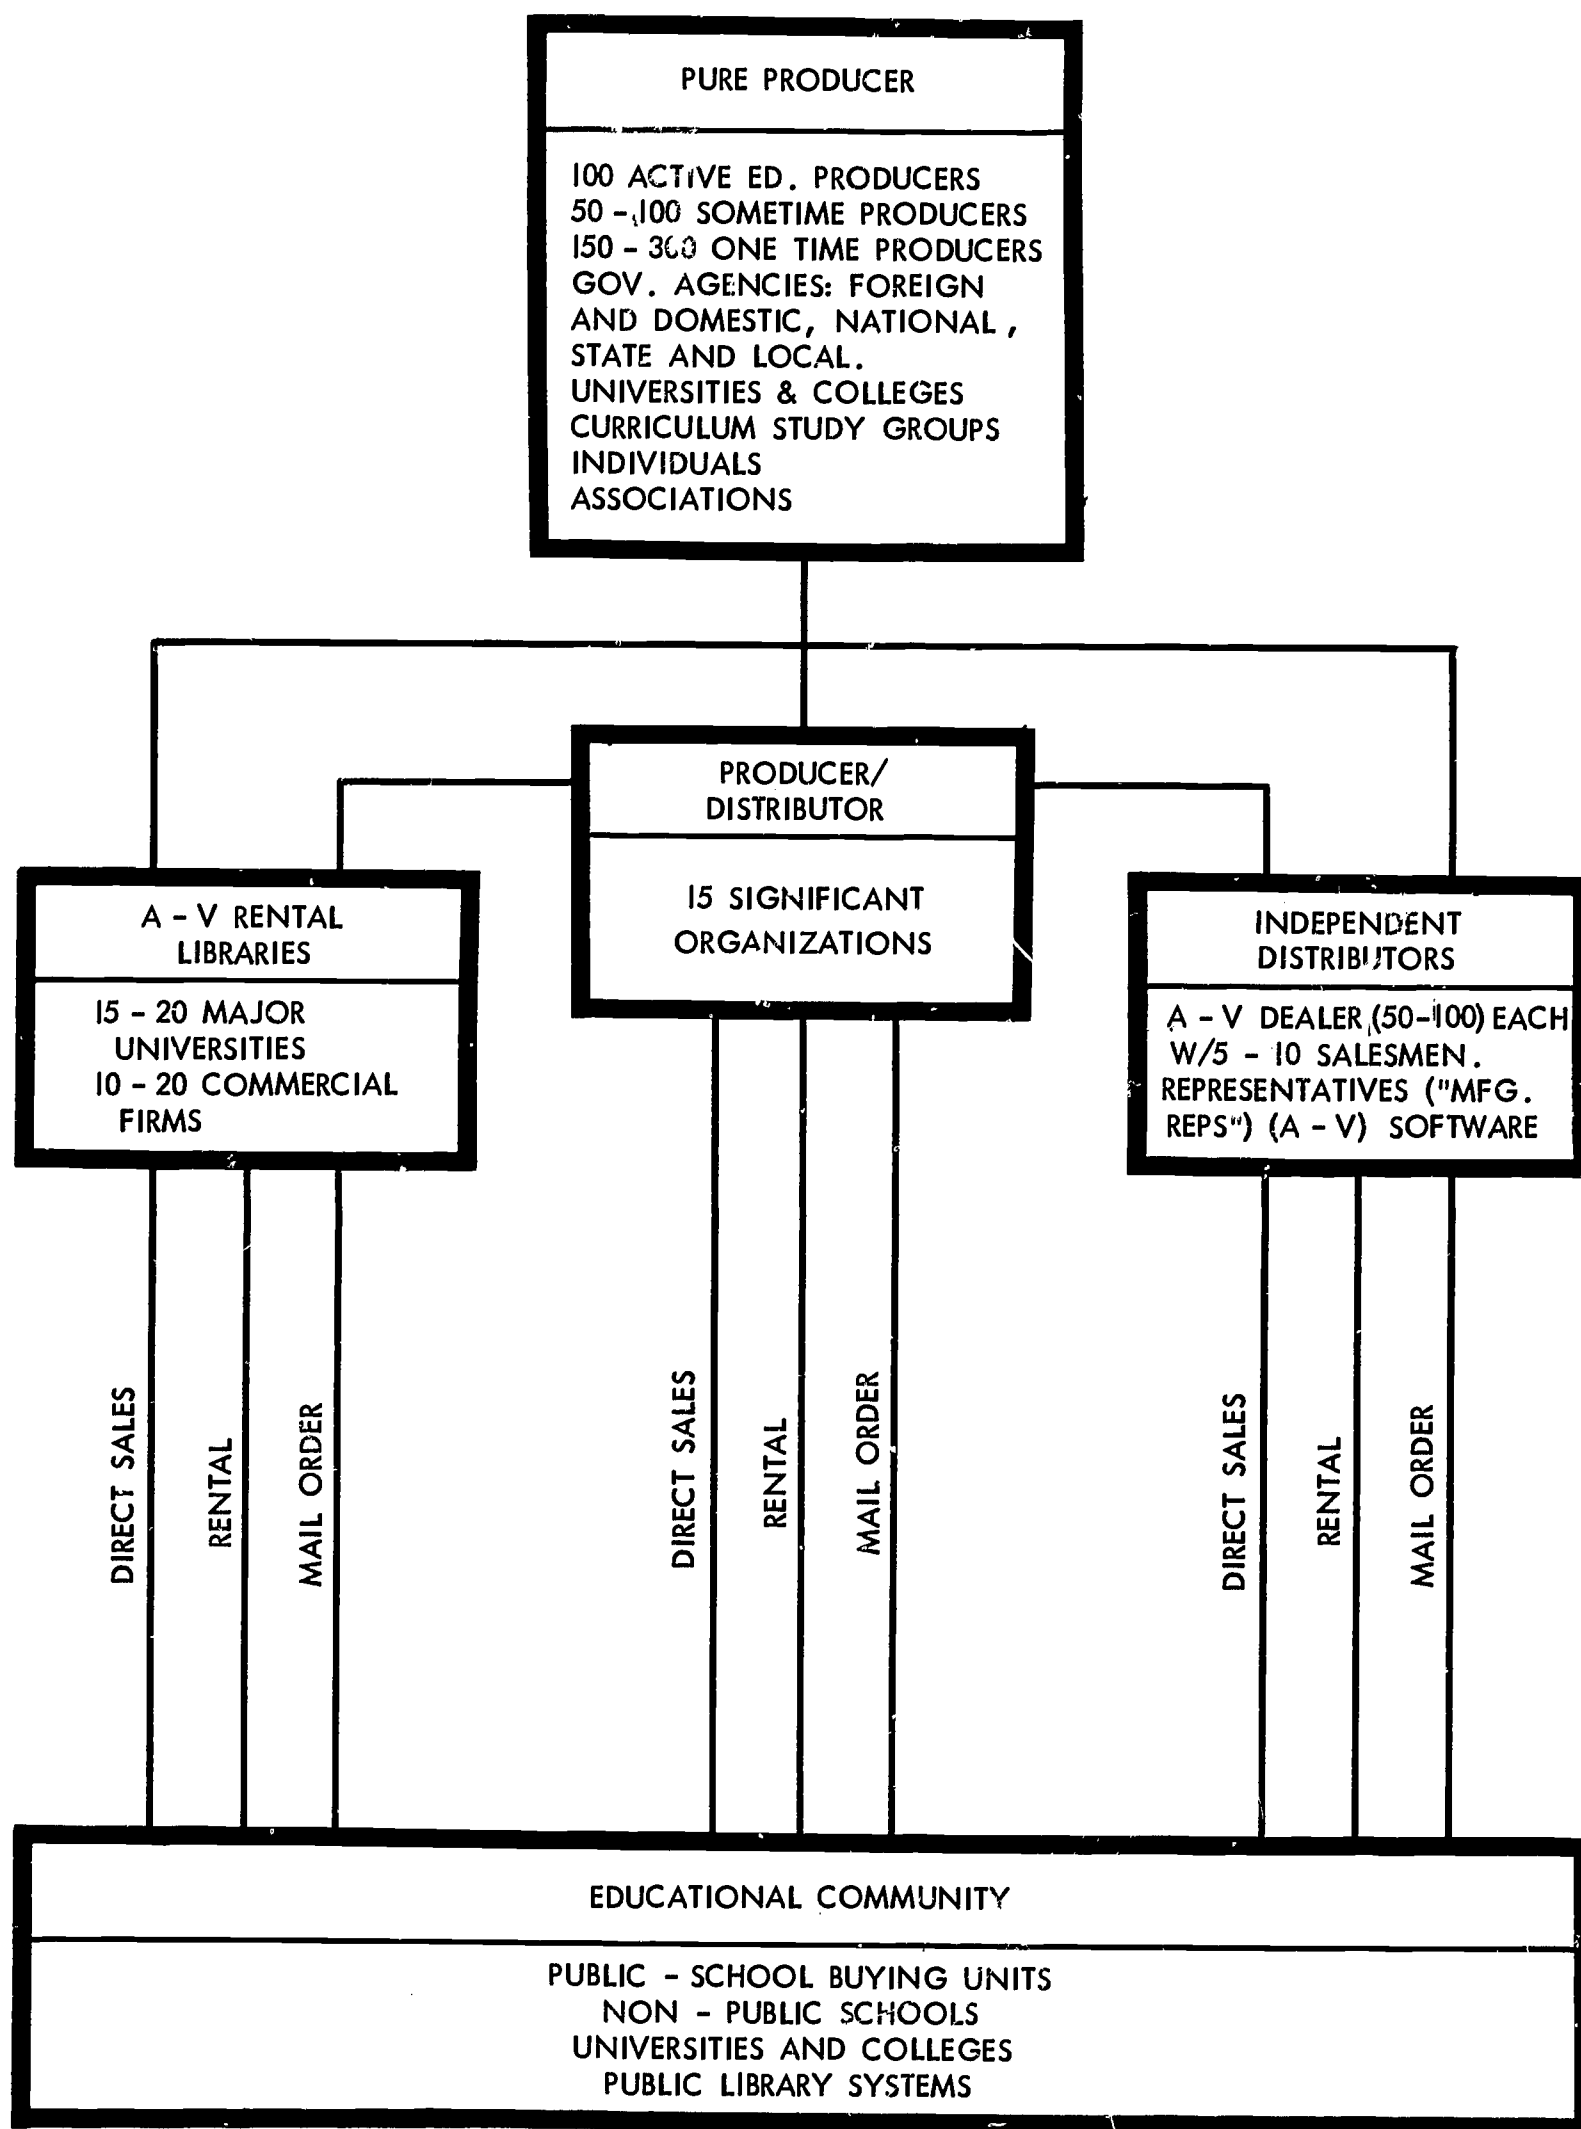 PURE PRODUCER
100 ACTIVE ED. PRODUCERS
50 - 100 SOMETIME PRODUCERS
150 - 300 ONE TIME PRODUCERS
GOV. AGENCIES: FOREIGN
AND DOMESTIC, NATIONAL,
STATE AND LOCAL.
UNIVERSITIES & COLLEGES
CURRICULUM STUDY GROUPS
INDIVIDUALS
ASSOCIATIONS
PRODUCER/
DISTRIBUTOR
15 SIGNIFICANT
ORGANIZATIONS
A - V RENTAL
LIBRARIES
15 - 20 MAJOR
UNIVERSITIES
10 - 20 COMMERCIAL
FIRMS
INDEPENDENT
DISTRIBUTORS
A - V DEALER (50-100) EACH
W/5 - 10 SALESMEN.
REPRESENTATIVES ("MFG.
REPS") (A - V) SOFTWARE
DIRECT SALES
RENTAL
MAIL ORDER
DIRECT SALES
RENTAL
MAIL ORDER
DIRECT SALES
RENTAL
MAIL ORDER
EDUCATIONAL COMMUNITY
PUBLIC - SCHOOL BUYING UNITS
NON - PUBLIC SCHOOLS
UNIVERSITIES AND COLLEGES
PUBLIC LIBRARY SYSTEMS